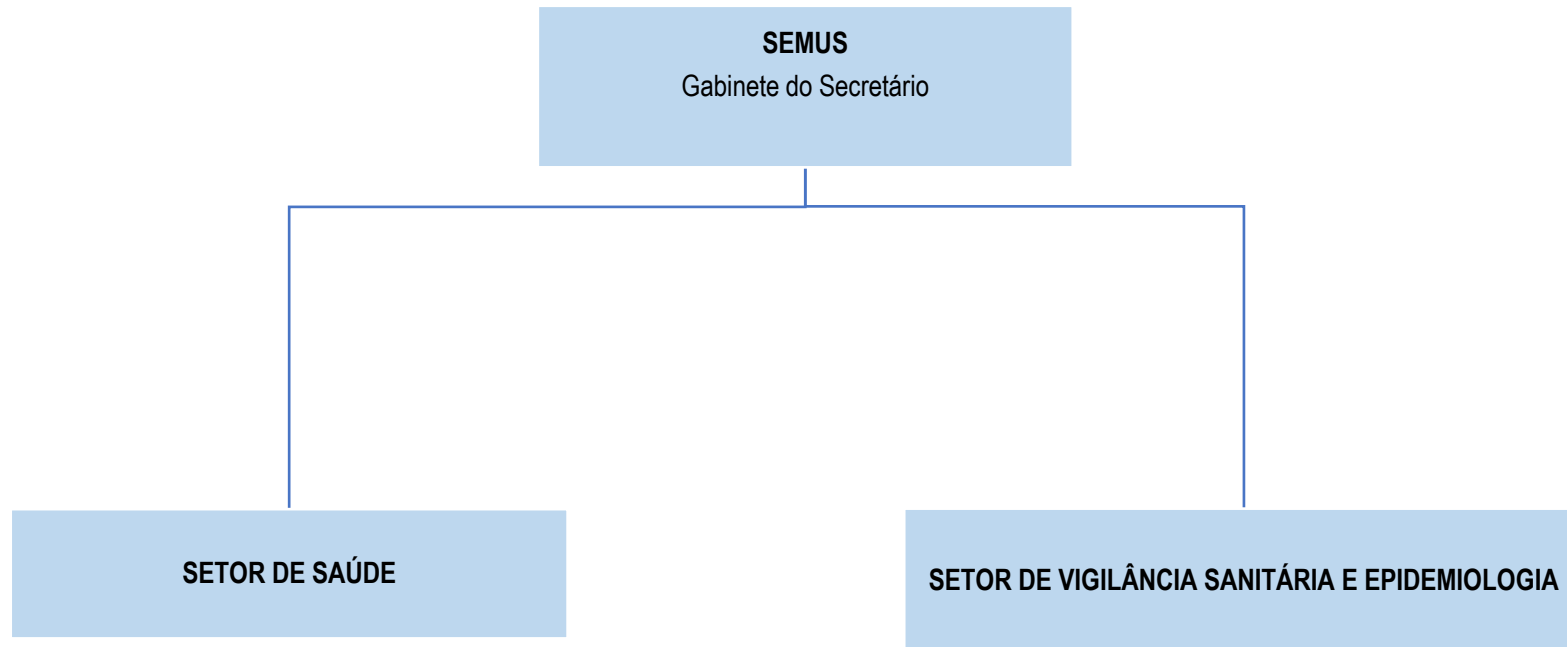 SEMUS
Gabinete do Secretário
SETOR DE SAÚDE
SETOR DE VIGILÂNCIA SANITÁRIA E EPIDEMIOLOGIA